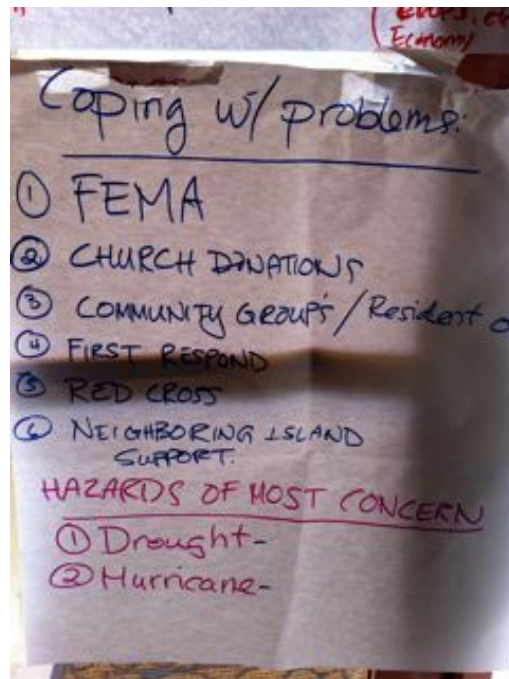 Economy
Coping w/ problems:
① FEMA
② CHURCH DONATIONS
③ COMMUNITY GROUPS / Resident
④ FIRST RESPOND
⑤ RED CROSS
⑥ NEIGHBORING ISLAND
SUPPORT.
HAZARDS OF MOST CONCERN
① Drought-
② Hurricane-